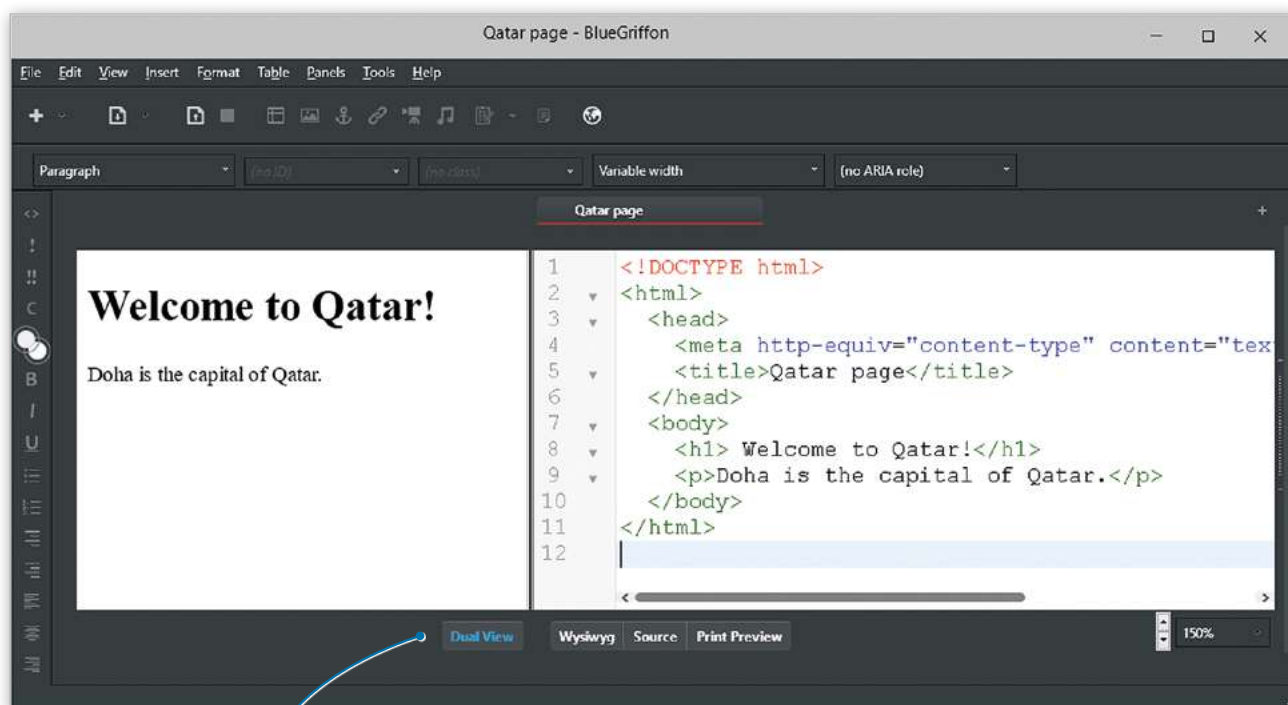 Qatar page - BlueGriffon
File Edit View Insert Format Table Panels Tools Help
Paragraph (no ID) (no class) Variable width (no ARIA role)
Qatar page
Welcome to Qatar!
Doha is the capital of Qatar.
1 <!DOCTYPE html>
2 <html>
3 <head>
4 <meta http-equiv="content-type" content="tex
5 <title>Qatar page</title>
6 </head>
7 <body>
8 <h1> Welcome to Qatar!</h1>
9 <p>Doha is the capital of Qatar.</p>
10 </body>
11 </html>
12
C
B
I
U
Dual View Wysiwyg Source Print Preview 150%